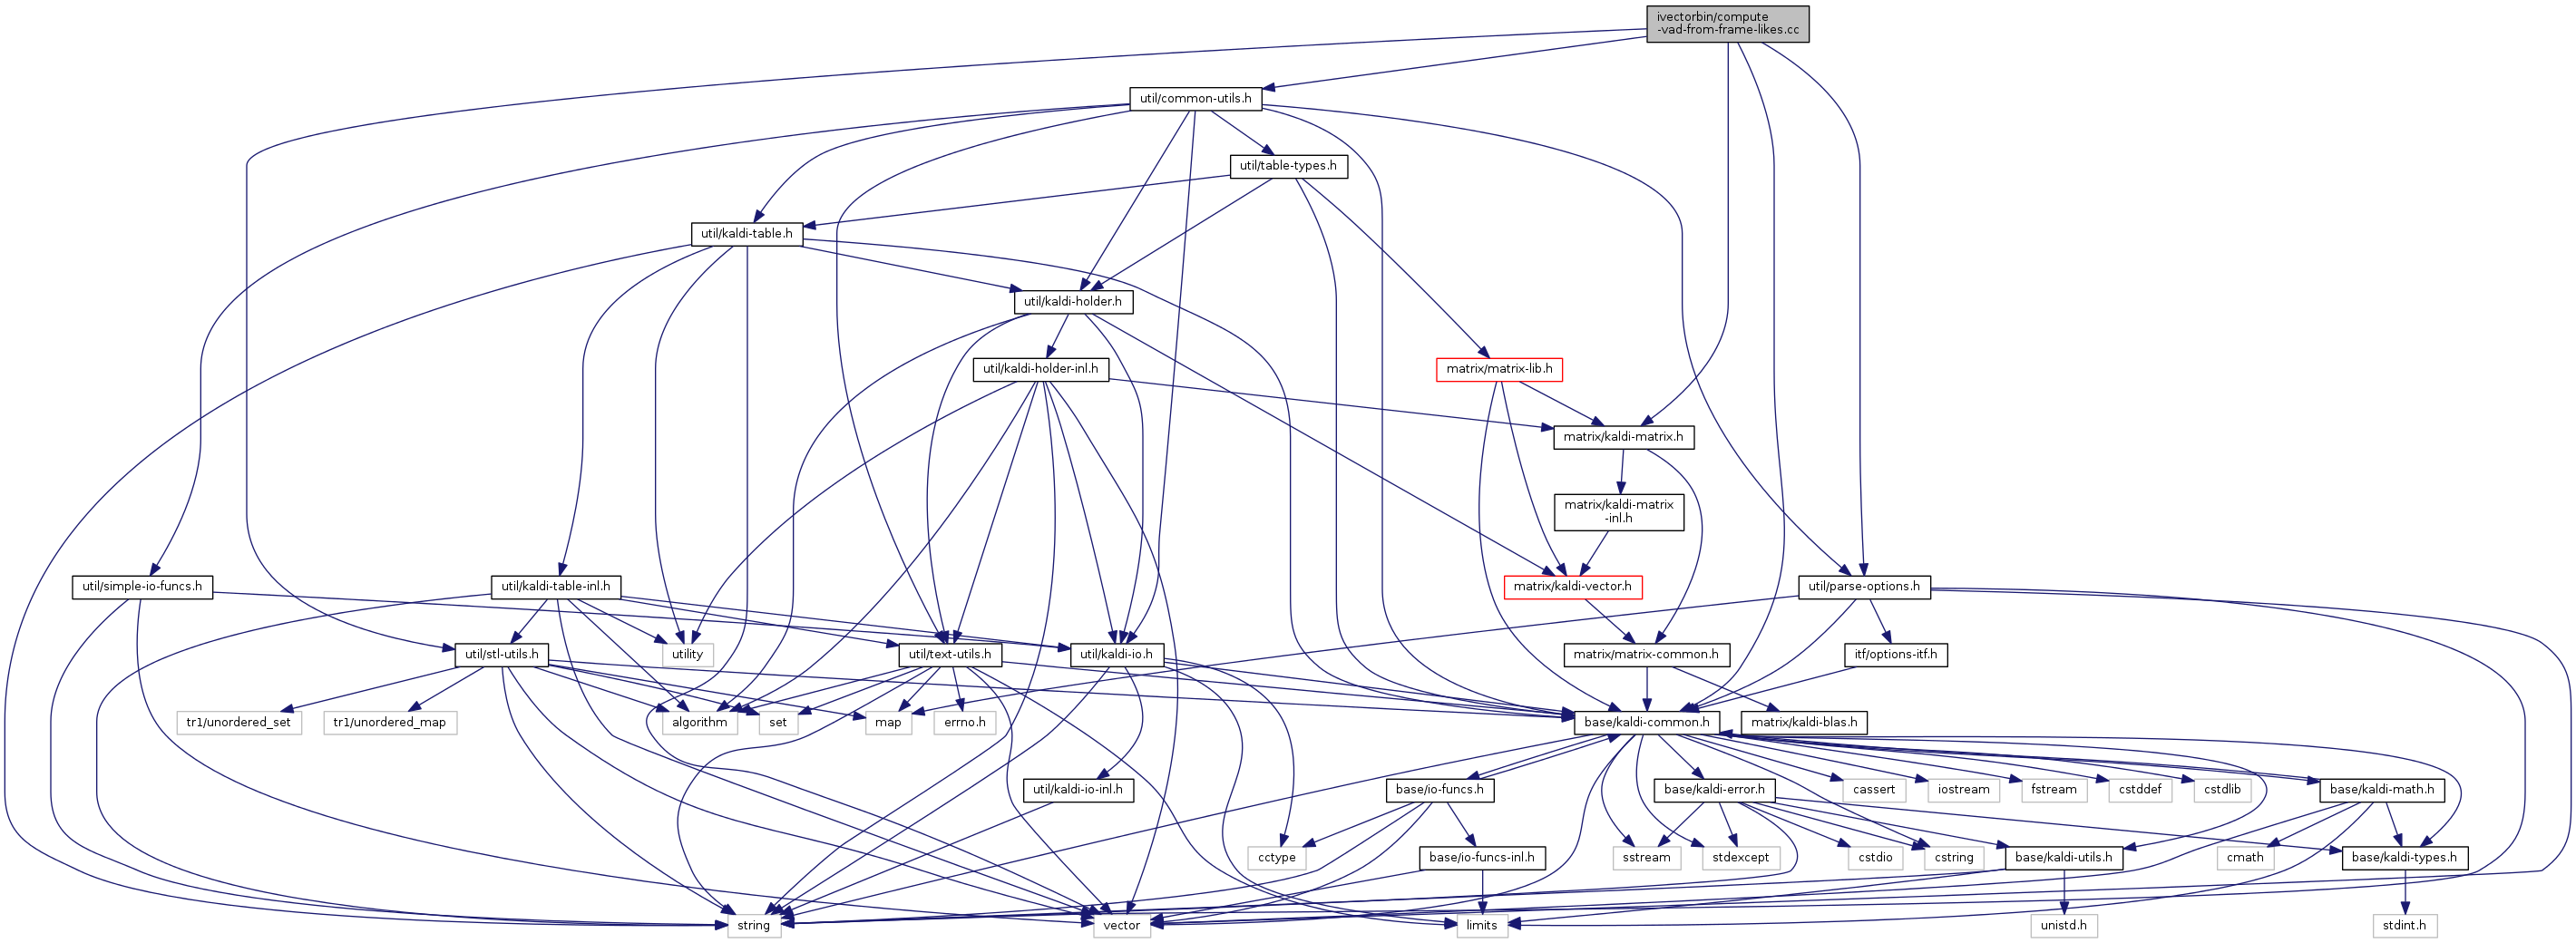 ivectorbin/compute
-vad-from-frame-likes.cc
util/common-utils.h
util/table-types.h
util/kaldi-table.h
util/kaldi-holder.h
util/kaldi-holder-inl.h
matrix/matrix-lib.h
matrix/kaldi-matrix.h
matrix/kaldi-matrix
-inl.h
util/simple-io-funcs.h
util/kaldi-table-inl.h
matrix/kaldi-vector.h
util/parse-options.h
util/stl-utils.h
utility
util/text-utils.h
util/kaldi-io.h
matrix/matrix-common.h
itf/options-itf.h
tr1/unordered_set
tr1/unordered_map
algorithm
set
map
errno.h
base/kaldi-common.h
matrix/kaldi-blas.h
util/kaldi-io-inl.h
base/io-funcs.h
base/kaldi-error.h
cassert
iostream
fstream
cstddef
cstdlib
base/kaldi-math.h
cctype
base/io-funcs-inl.h
sstream
stdexcept
cstdio
cstring
base/kaldi-utils.h
cmath
base/kaldi-types.h
string
vector
limits
unistd.h
stdint.h